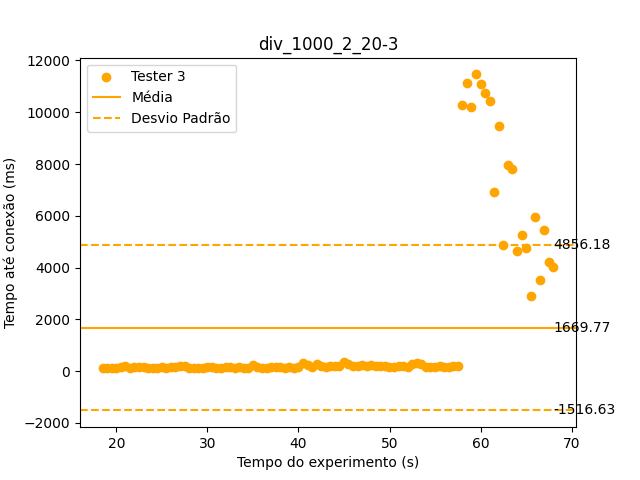 div_1000_2_20-3
12000
10000
8000
6000
4000
2000
0
−2000
Tempo até conexão (ms)
Tester 3
Média
Desvio Padrão
4856.18
1669.77
-1516.63
20 30 40 50 60 70
Tempo do experimento (s)